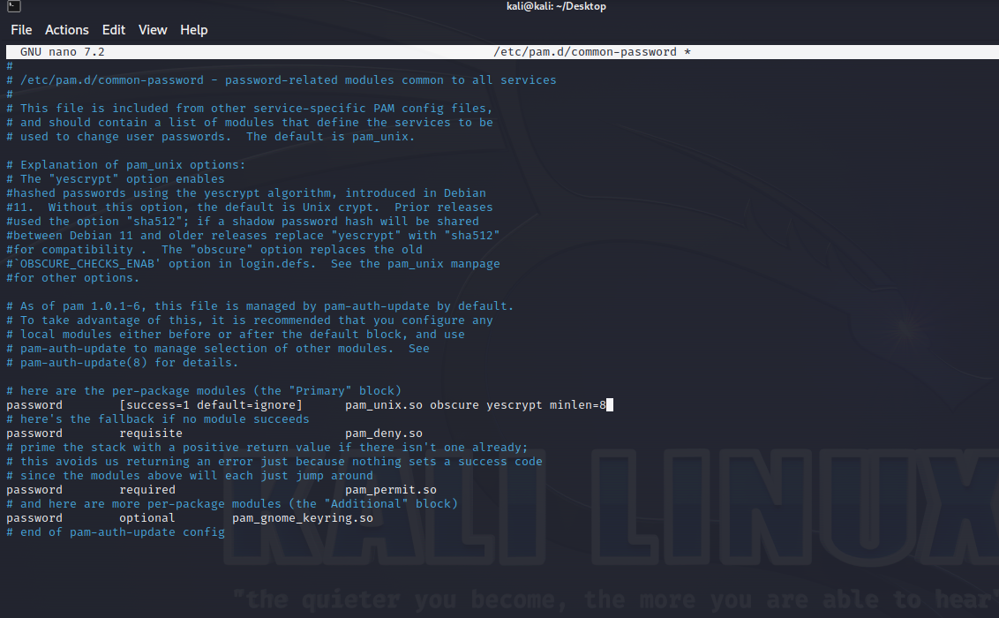 kali@kali: ~/Desktop
File Actions Edit View Help
GNU nano 7.2 /etc/pam.d/common-password *
#
# /etc/pam.d/common-password - password-related modules common to all services
#
# This file is included from other service-specific PAM config files,
# and should contain a list of modules that define the services to be
# used to change user passwords.  The default is pam_unix.

# Explanation of pam_unix options:
# The "yescrypt" option enables
#hashed passwords using the yescrypt algorithm, introduced in Debian
#11.  Without this option, the default is Unix crypt.  Prior releases
#used the option "sha512"; if a shadow password hash will be shared
#between Debian 11 and older releases replace "yescrypt" with "sha512"
#for compatibility .  The "obscure" option replaces the old
#`OBSCURE_CHECKS_ENAB' option in login.defs.  See the pam_unix manpage
#for other options.

# As of pam 1.0.1-6, this file is managed by pam-auth-update by default.
# To take advantage of this, it is recommended that you configure any
# local modules either before or after the default block, and use
# pam-auth-update to manage selection of other modules.  See
# pam-auth-update(8) for details.

# here are the per-package modules (the "Primary" block)
password        [success=1 default=ignore]      pam_unix.so obscure yescrypt minlen=8
# here's the fallback if no module succeeds
password        requisite                       pam_deny.so
# prime the stack with a positive return value if there isn't one already;
# this avoids us returning an error just because nothing sets a success code
# since the modules above will each just jump around
password        required                        pam_permit.so
# and here are more per-package modules (the "Additional" block)
password        optional        pam_gnome_keyring.so
# end of pam-auth-update config
KALI LINUX
"the quieter you become, the more you are able to hear"